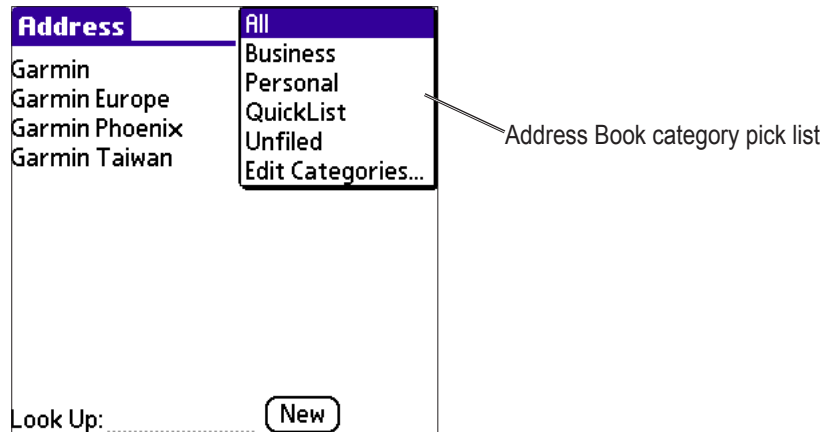 Address
All
Business
Personal
QuickList
Unfiled
Edit Categories...
Garmin
Garmin Europe
Garmin Phoenix
Garmin Taiwan
Address Book category pick list
Look Up:
New